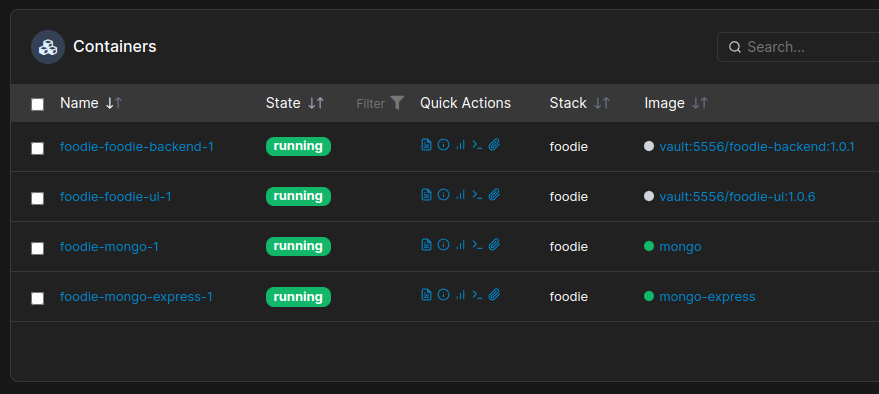 Containers
Search...
Name State Filter Quick Actions Stack Image
foodie-foodie-backend-1 running foodie vault:5556/foodie-backend:1.0.1
foodie-foodie-ui-1 running foodie vault:5556/foodie-ui:1.0.6
foodie-mongo-1 running foodie mongo
foodie-mongo-express-1 running foodie mongo-express